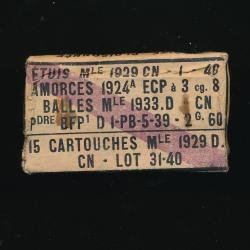 ÉTUIS MLE 1929 CN - 1 - 40
AMORCES 1924A ECP à 3 cg. 8
BALLES MLE 1933.D CN
PDRE BFP1 D 1-PB-5-39 - 2G. 60
15 CARTOUCHES MLE 1929 D.
CN - LOT 31-40